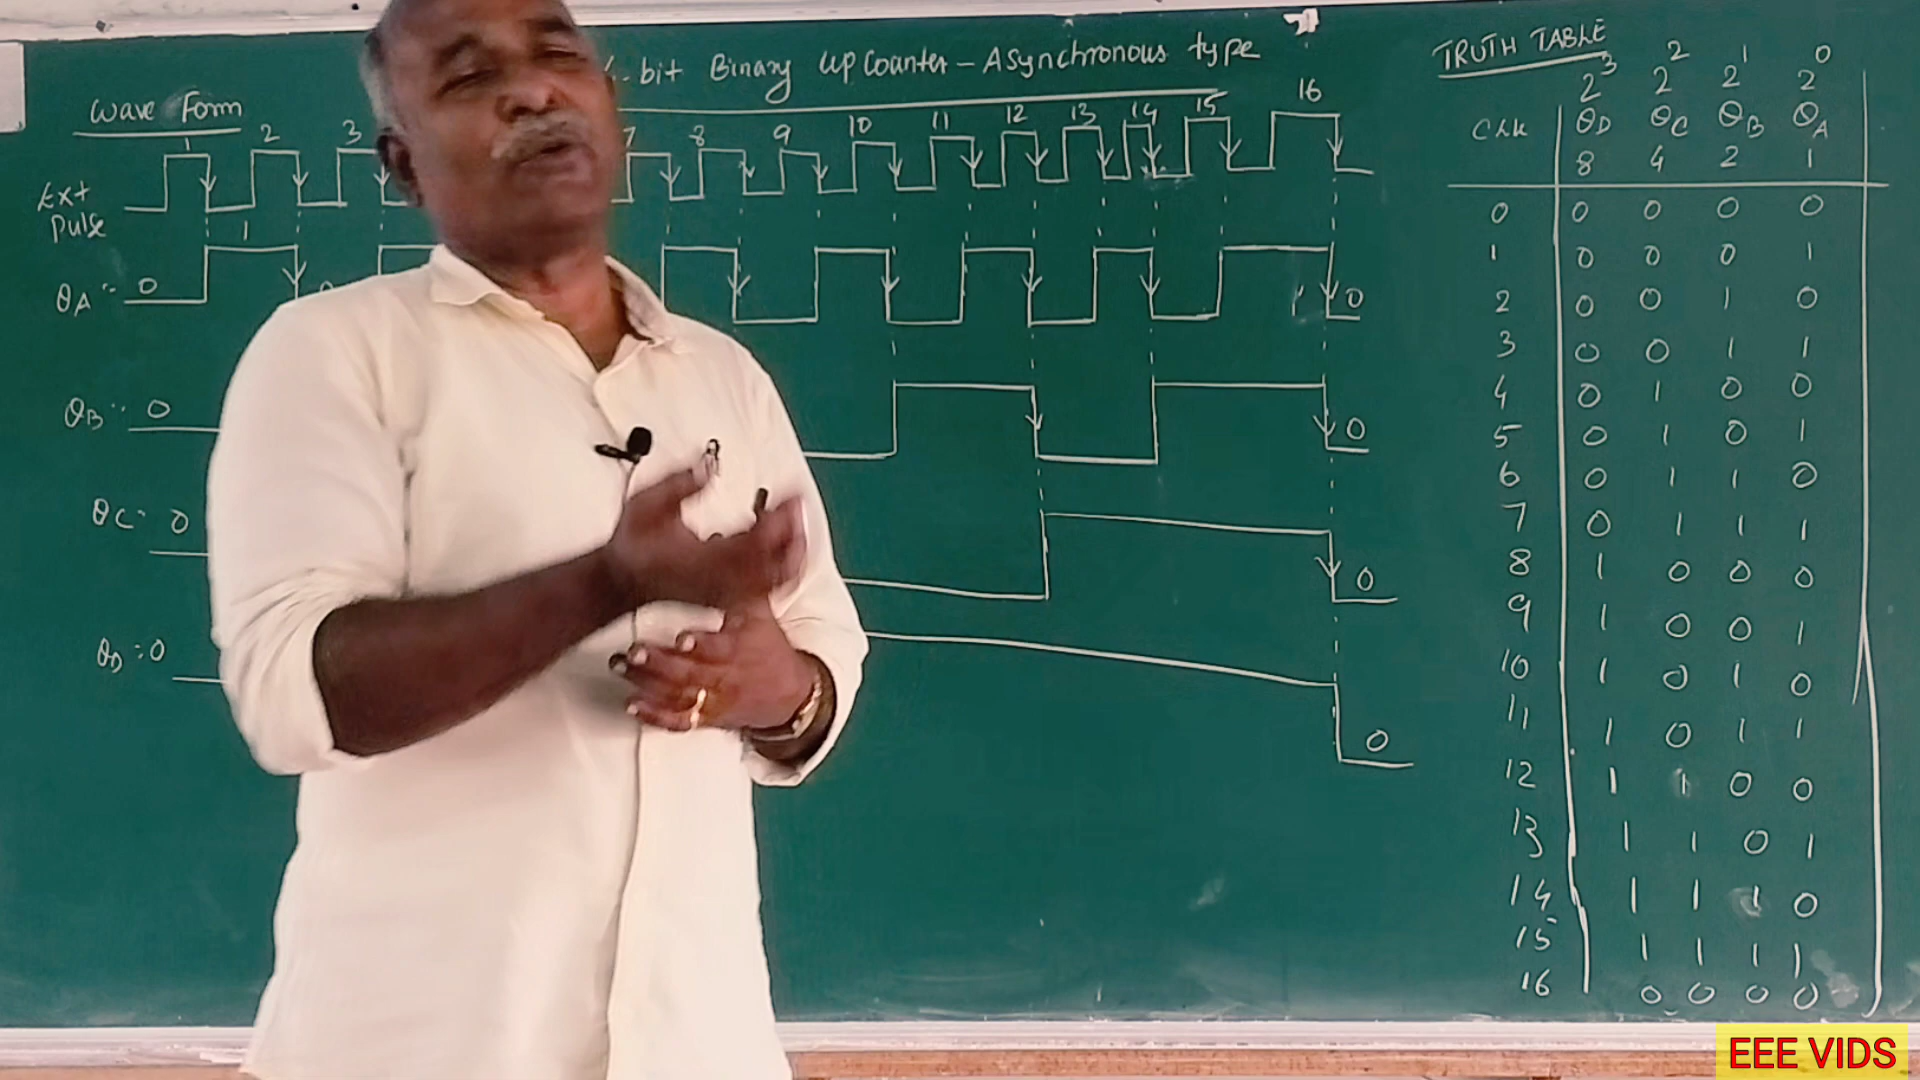 bit Binary Up Counter - Asynchronous type
Wave Form
1 2 3 7 8 9 10 11 12 13 14 15 16
Ext
Pulse
1
QA : 0
0
QB : 0
0
QC : 0
0
QD : 0
0
TRUTH TABLE
2³ 2² 2¹ 2⁰
Clk QD QC QB QA
8 4 2 1
0 0 0 0 0
1 0 0 0 1
2 0 0 1 0
3 0 0 1 1
4 0 1 0 0
5 0 1 0 1
6 0 1 1 0
7 0 1 1 1
8 1 0 0 0
9 1 0 0 1
10 1 0 1 0
11 1 0 1 1
12 1 1 0 0
13 1 1 0 1
14 1 1 1 0
15 1 1 1 1
16 0 0 0 0
EEE VIDS